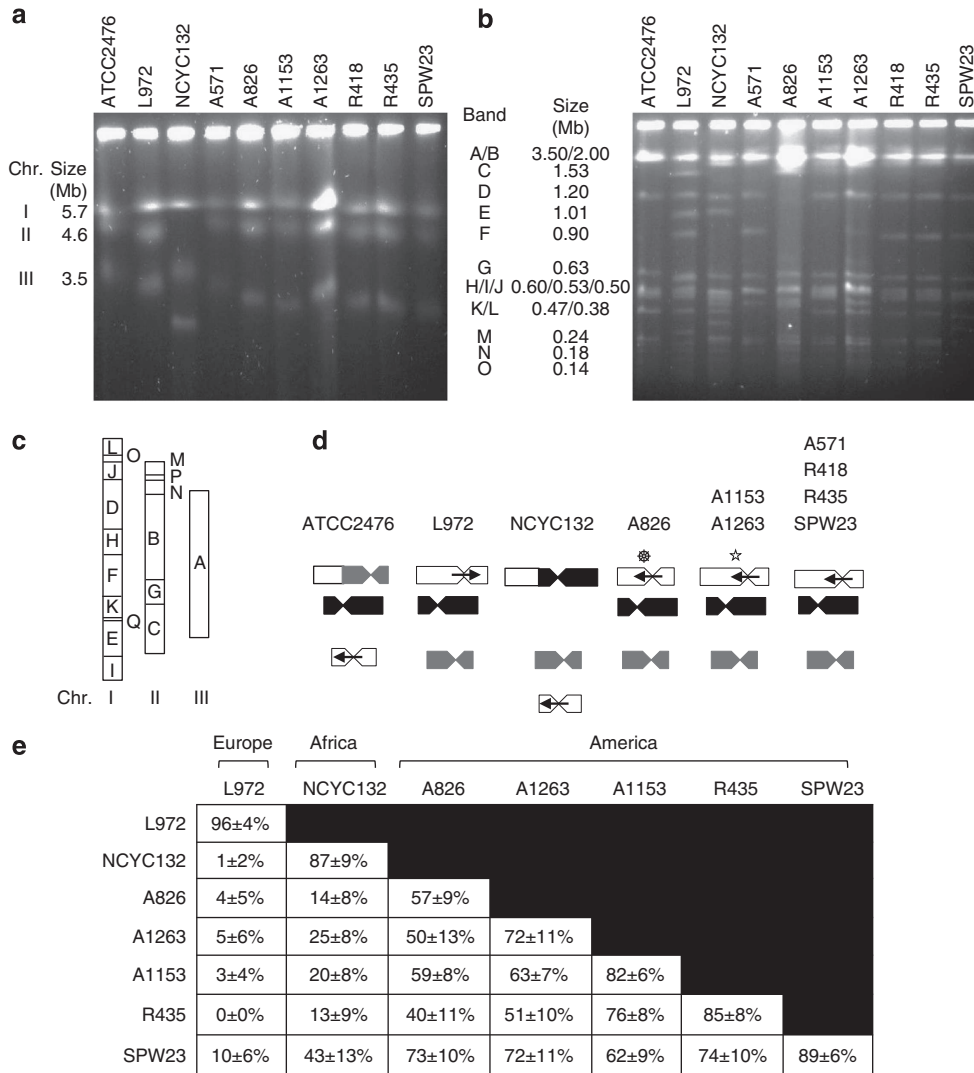 a
ATCC2476 L972 NCYC132 A571 A826 A1153 A1263 R418 R435 SPW23
Chr. Size
(Mb)
I 5.7
II 4.6
III 3.5
b
ATCC2476 L972 NCYC132 A571 A826 A1153 A1263 R418 R435 SPW23
Band Size
(Mb)
A/B 3.50/2.00
C 1.53
D 1.20
E 1.01
F 0.90
G 0.63
H/I/J 0.60/0.53/0.50
K/L 0.47/0.38
M 0.24
N 0.18
O 0.14
c
L O
J M
P
N
D
B
A
H
F
G
K
Q
C
E
I
Chr. I II III
d
A571
R418
A1153 R435
ATCC2476 L972 NCYC132 A826 A1263 SPW23
e
Europe Africa America
L972 NCYC132 A826 A1263 A1153 R435 SPW23
L972 96±4%
NCYC132 1±2% 87±9%
A826 4±5% 14±8% 57±9%
A1263 5±6% 25±8% 50±13% 72±11%
A1153 3±4% 20±8% 59±8% 63±7% 82±6%
R435 0±0% 13±9% 40±11% 51±10% 76±8% 85±8%
SPW23 10±6% 43±13% 73±10% 72±11% 62±9% 74±10% 89±6%